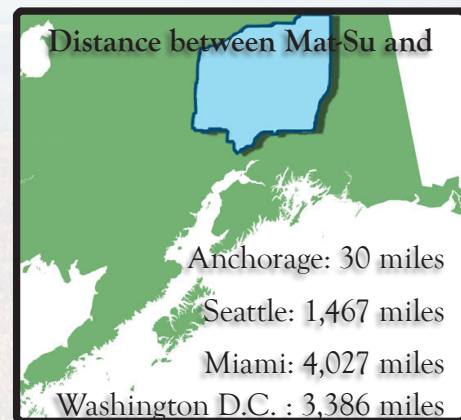 Distance between Mat-Su and
Anchorage: 30 miles
Seattle: 1,467 miles
Miami: 4,027 miles
Washington D.C. : 3,386 miles